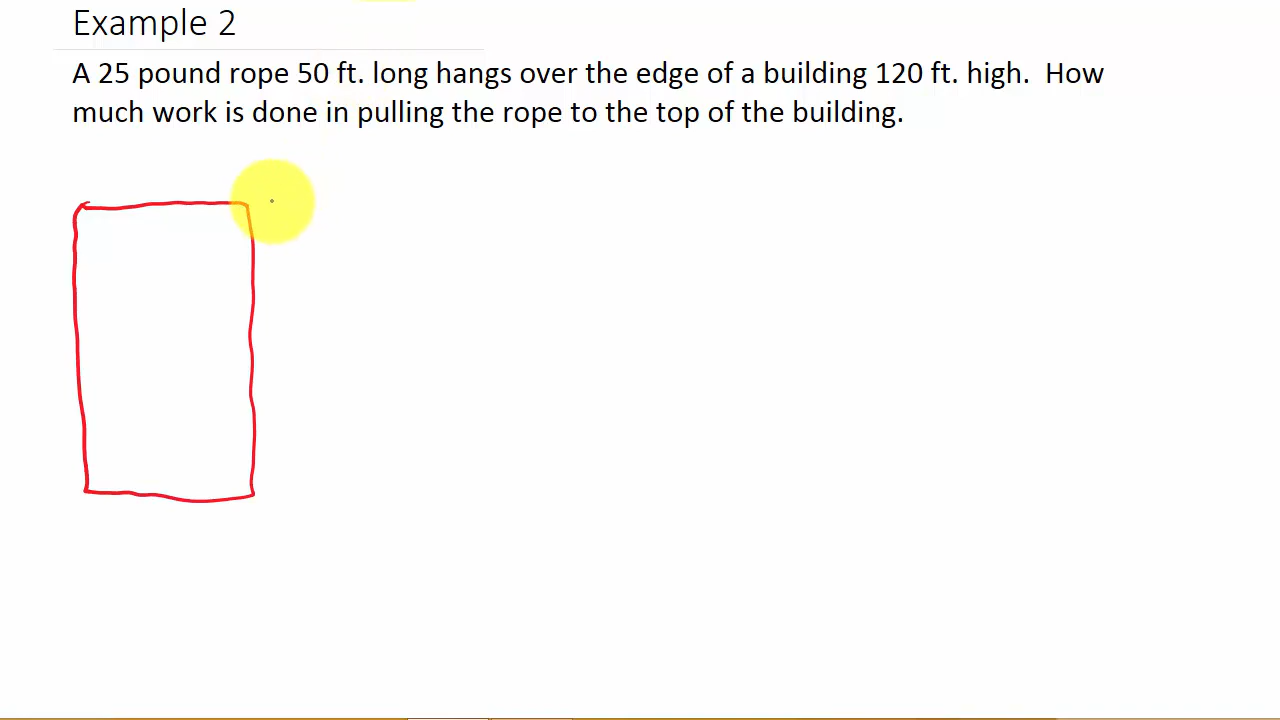 Example 2
A 25 pound rope 50 ft. long hangs over the edge of a building 120 ft. high.  How
much work is done in pulling the rope to the top of the building.